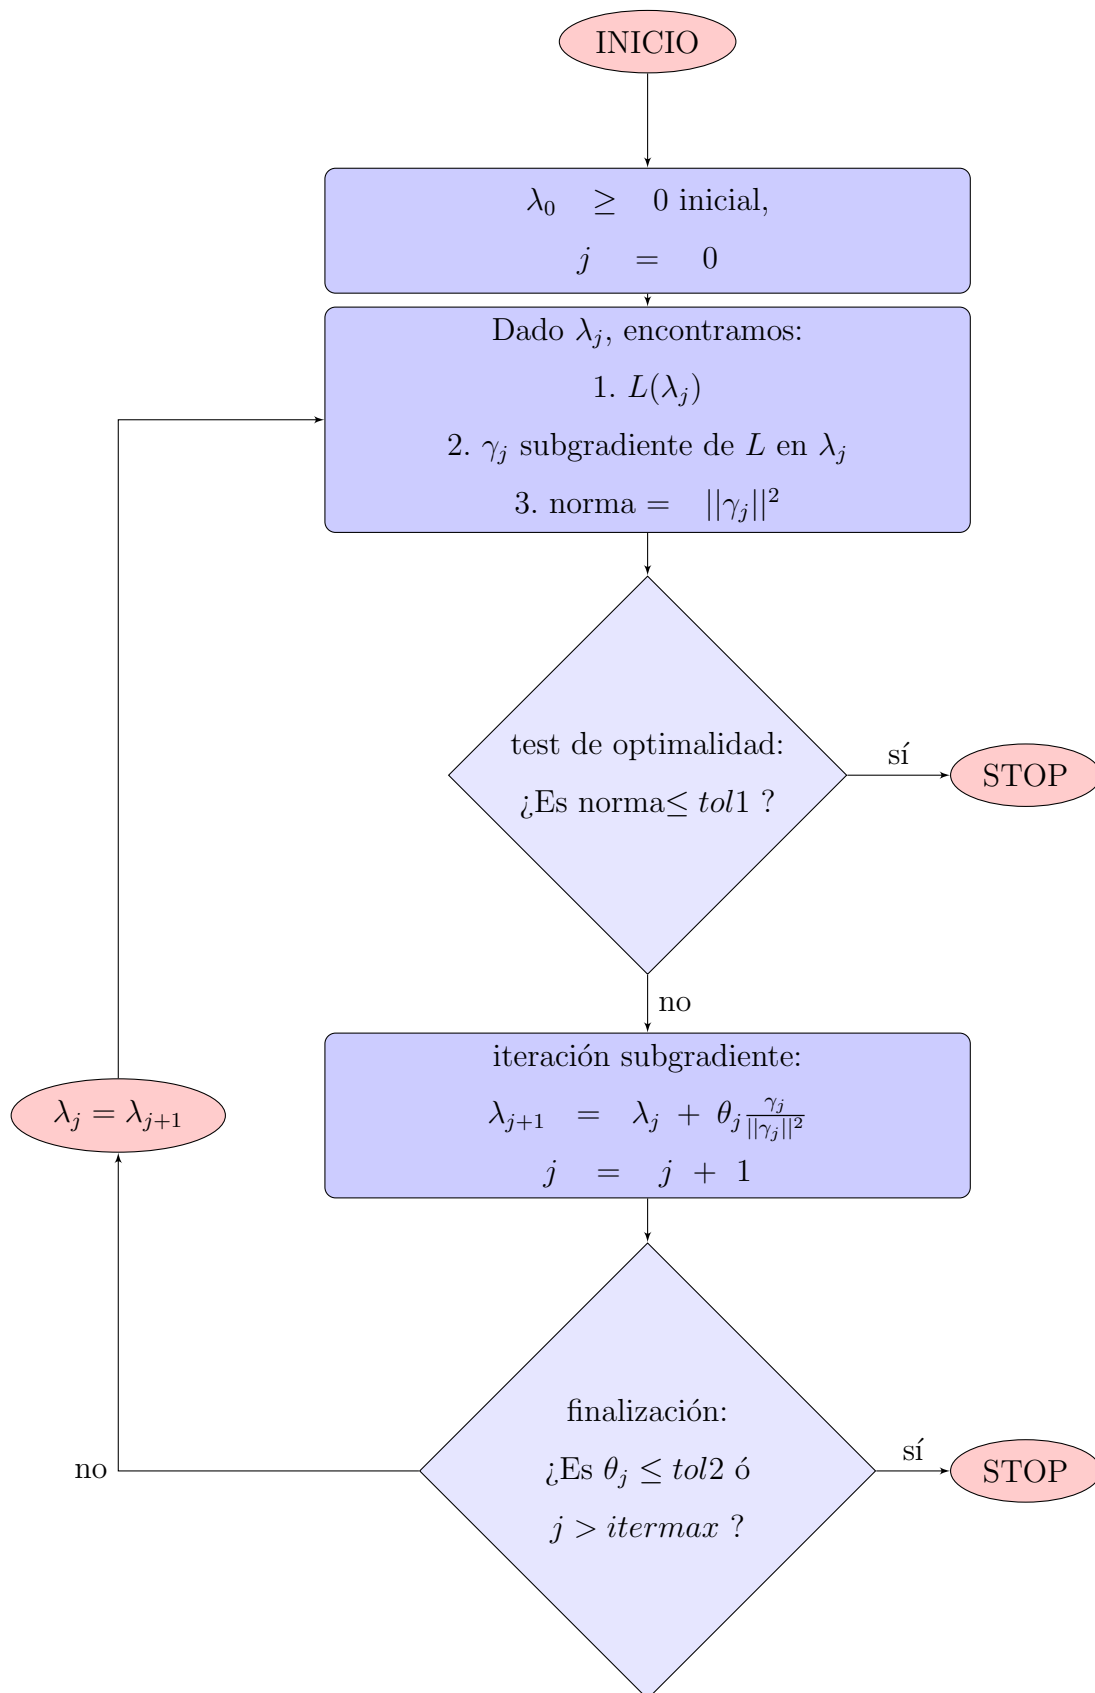 INICIO
λ₀ ≥ 0 inicial,
j = 0
Dado λⱼ, encontramos:
1. L(λⱼ)
2. γⱼ subgradiente de L en λⱼ
3. norma = ||γⱼ||²
test de optimalidad:
¿Es norma≤ tol1 ?
sí
STOP
no
iteración subgradiente:
λⱼ₊₁ = λⱼ + θⱼ γⱼ/||γⱼ||²
j = j + 1
λⱼ = λⱼ₊₁
finalización:
¿Es θⱼ ≤ tol2 ó
j > itermax ?
sí
STOP
no